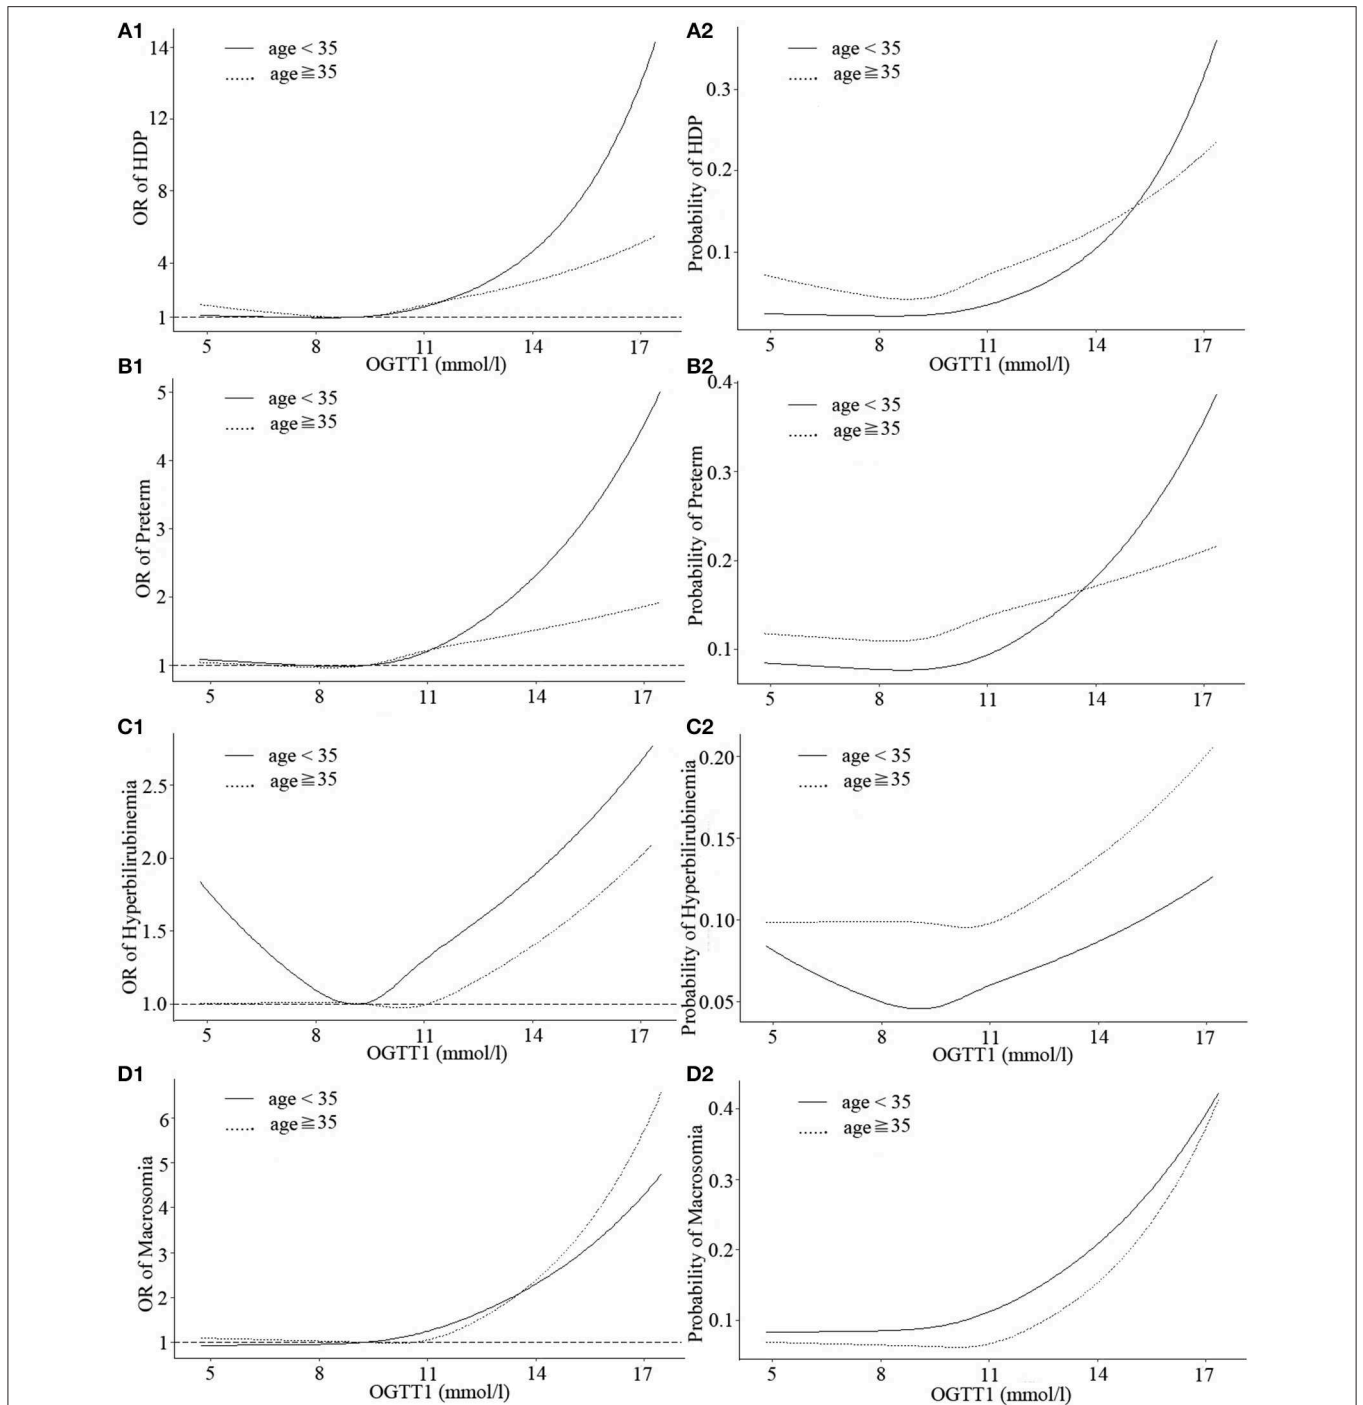 A1
age < 35
age≧35
14
12
8
4
1
OR of HDP
5 8 11 14 17
OGTT1 (mmol/l)
A2
age < 35
age≧35
0.3
0.2
0.1
Probability of HDP
5 8 11 14 17
OGTT1 (mmol/l)
B1
age < 35
age≧35
5
4
3
2
1
OR of Preterm
5 8 11 14 17
OGTT1 (mmol/l)
B2
age < 35
age≧35
0.4
0.3
0.2
0.1
Probability of Preterm
5 8 11 14 17
OGTT1 (mmol/l)
C1
age < 35
age≧35
2.5
2.0
1.5
1.0
OR of Hyperbilirubinemia
5 8 11 14 17
OGTT1 (mmol/l)
C2
age < 35
age≧35
0.20
0.15
0.10
0.05
Probability of Hyperbilirubinemia
5 8 11 14 17
OGTT1 (mmol/l)
D1
age < 35
age≧35
6
5
4
3
2
1
OR of Macrosomia
5 8 11 14 17
OGTT1 (mmol/l)
D2
age < 35
age≧35
0.4
0.3
0.2
0.1
Probability of Macrosomia
5 8 11 14 17
OGTT1 (mmol/l)